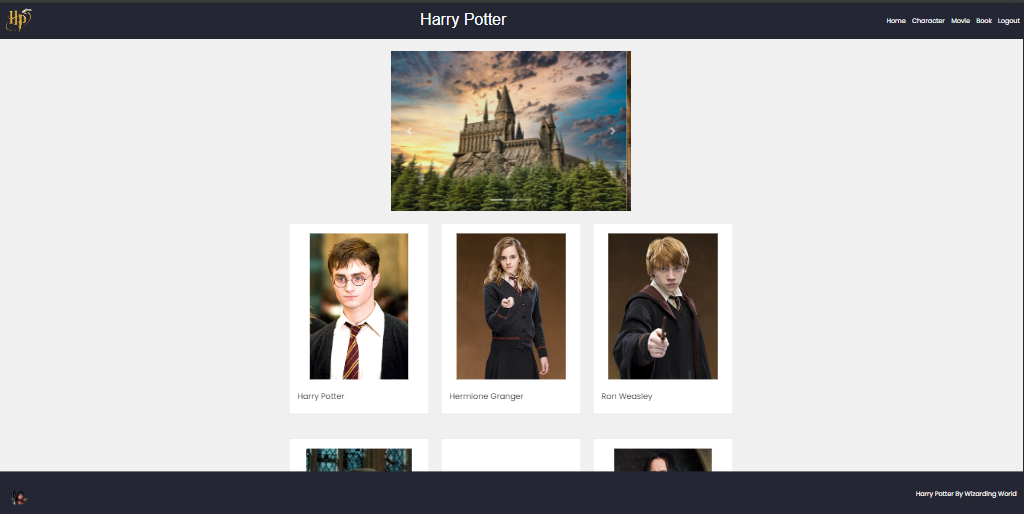 HP
Harry Potter
Home Character Movie Book Logout
Harry Potter
Hermione Granger
Ron Weasley
Harry Potter By Wizarding World